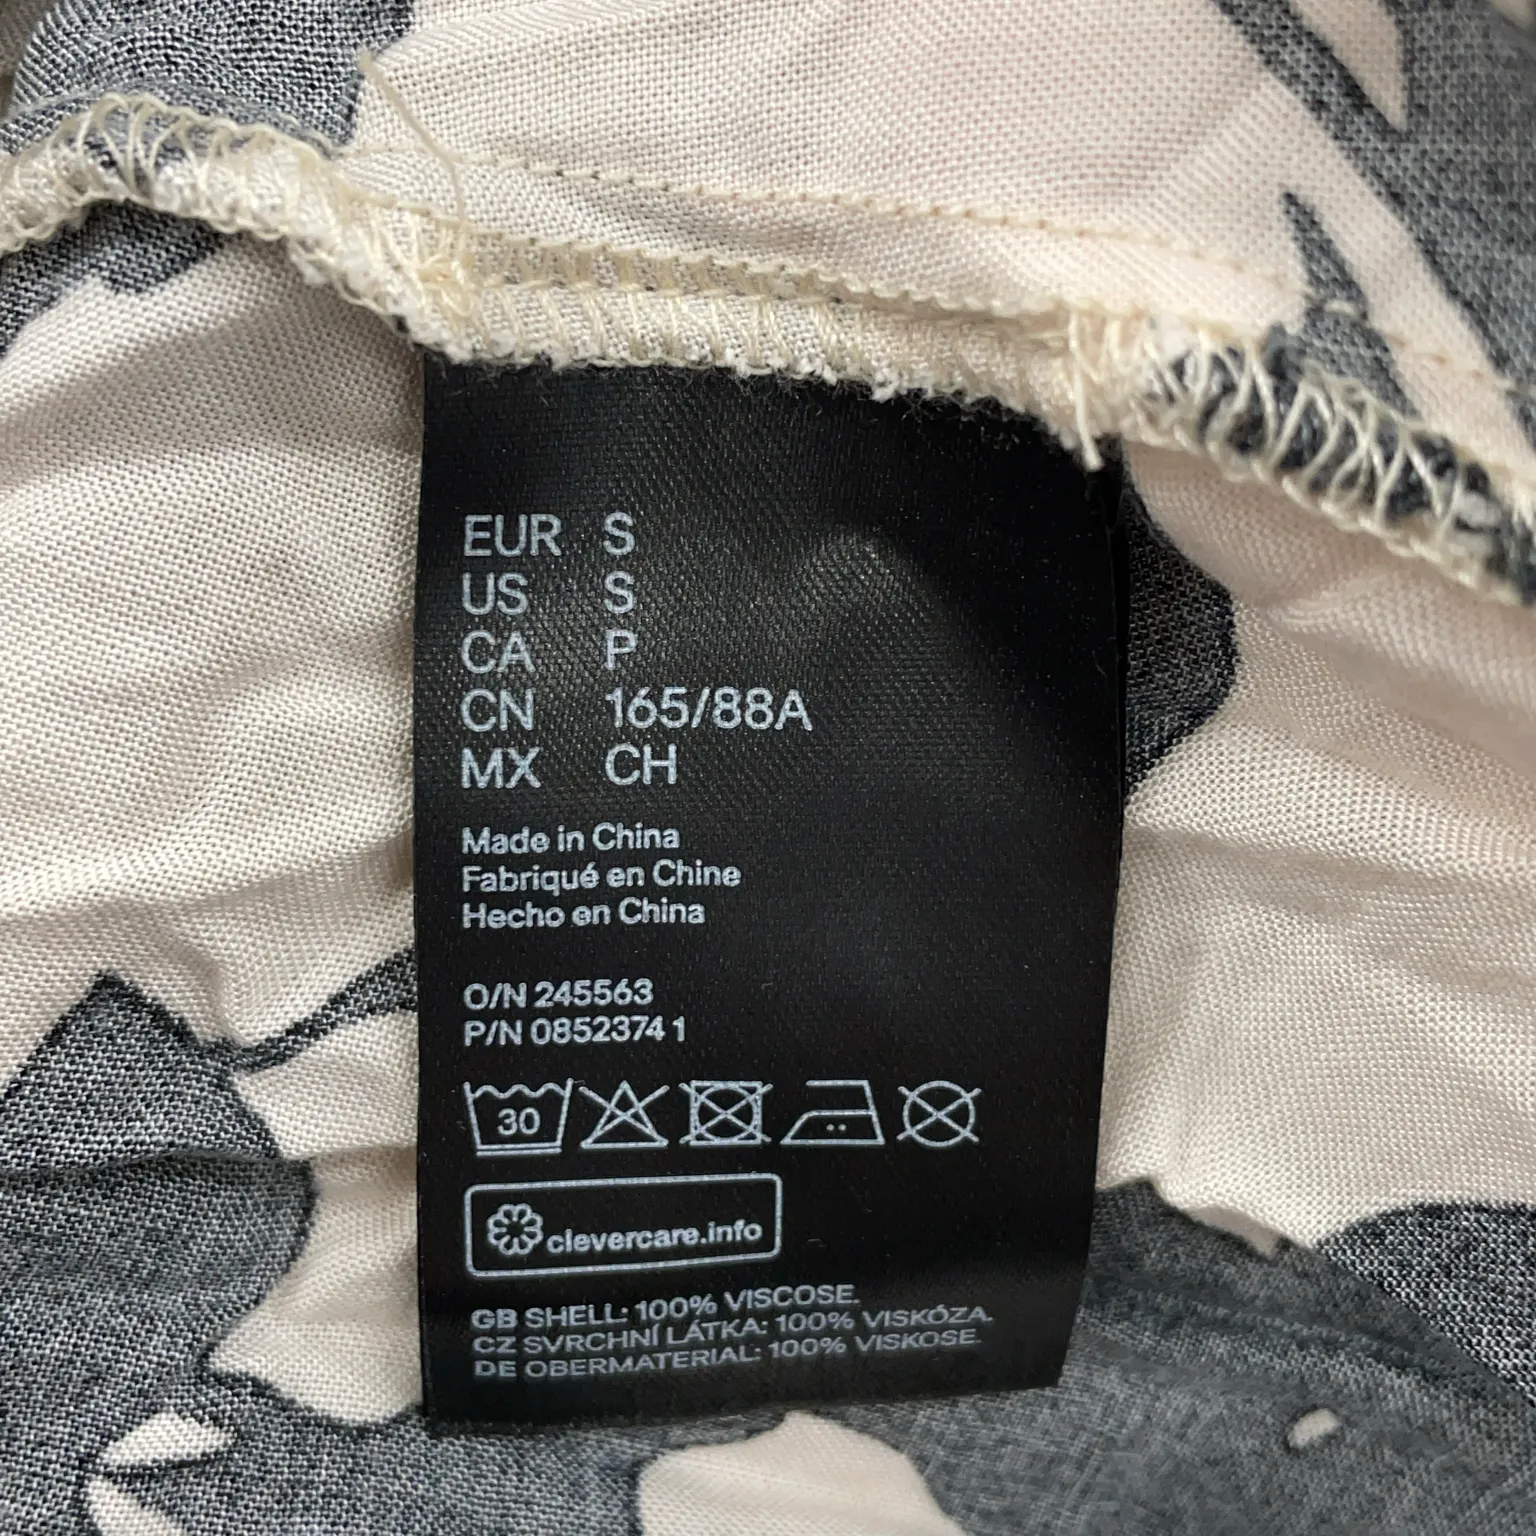 EUR S
US S
CA P
CN 165/88A
MX CH
Made in China
Fabriqué en Chine
Hecho en China
O/N 245563
P/N 0852374 1
30
clevercare.info
GB SHELL: 100% VISCOSE.
CZ SVRCHNÍ LÁTKA: 100% VISKÓZA.
DE OBERMATERIAL: 100% VISKOSE.